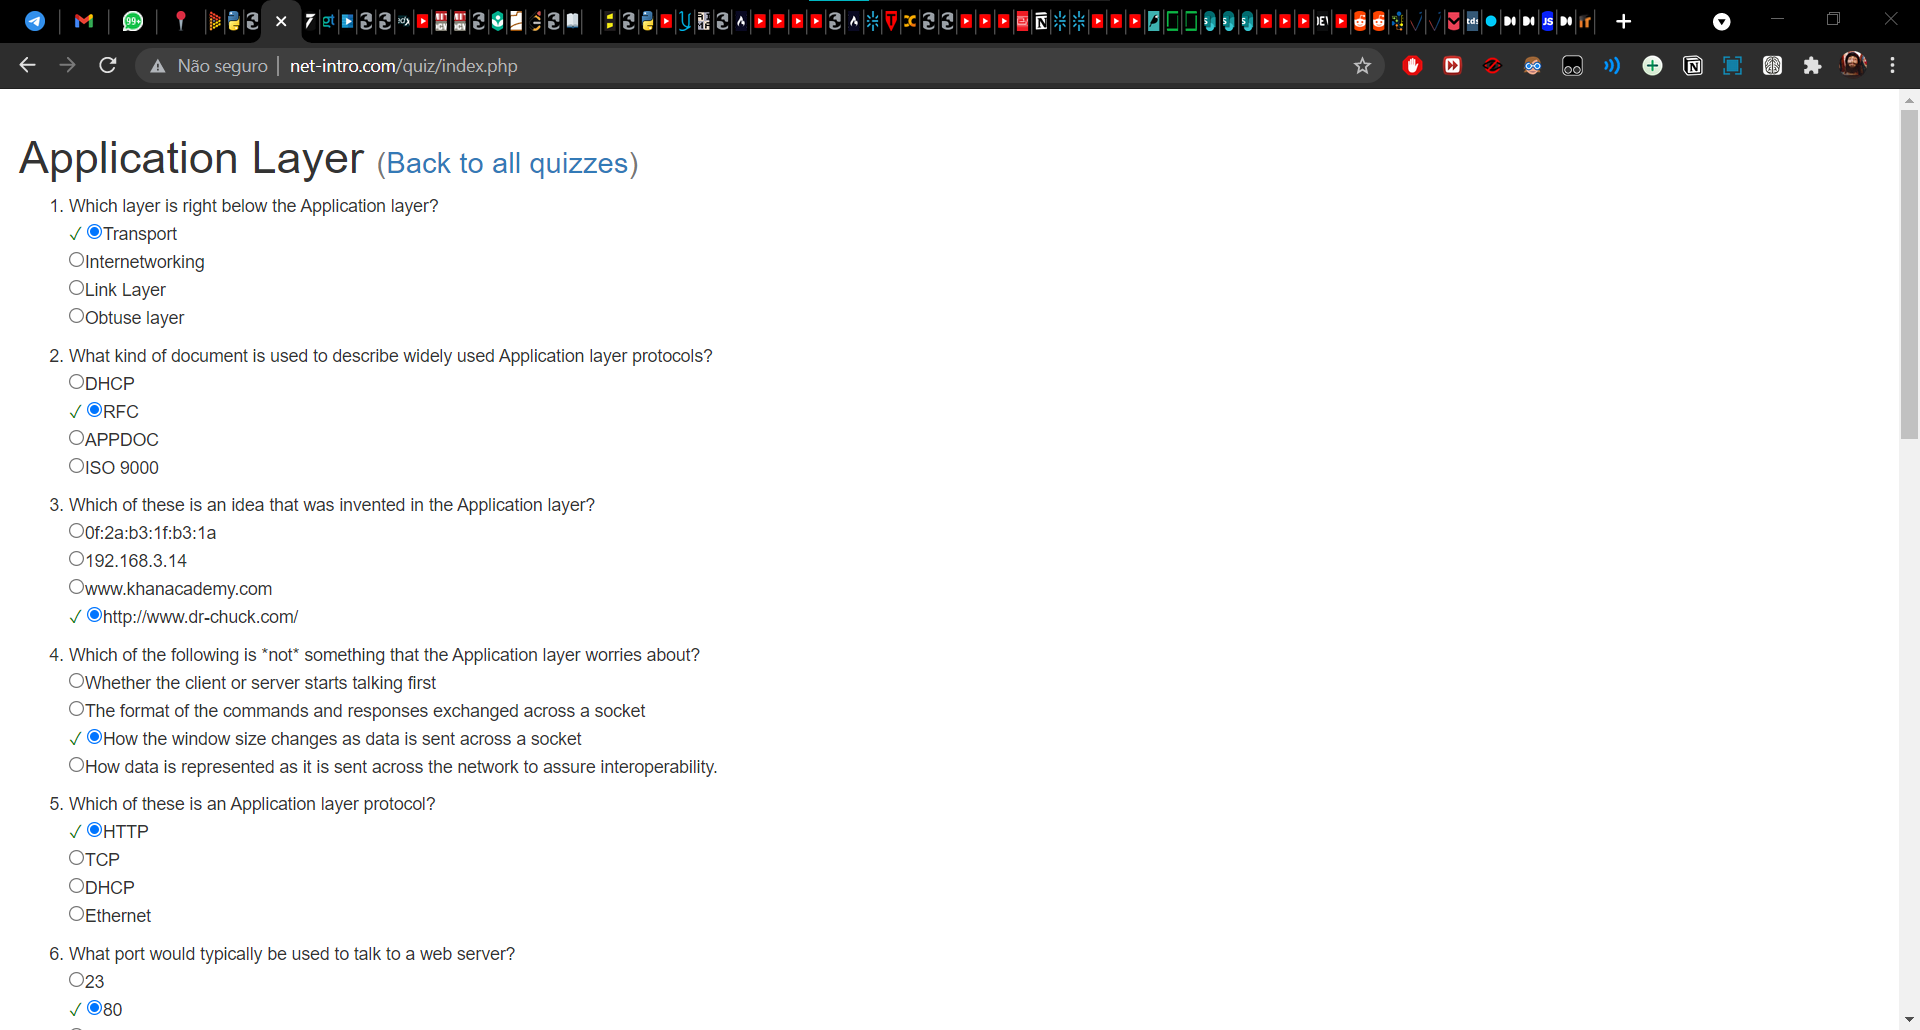 99+
Não seguro | net-intro.com/quiz/index.php
Application Layer (Back to all quizzes)
1. Which layer is right below the Application layer?
✓ Transport
Internetworking
Link Layer
Obtuse layer
2. What kind of document is used to describe widely used Application layer protocols?
DHCP
✓ RFC
APPDOC
ISO 9000
3. Which of these is an idea that was invented in the Application layer?
0f:2a:b3:1f:b3:1a
192.168.3.14
www.khanacademy.com
✓ http://www.dr-chuck.com/
4. Which of the following is *not* something that the Application layer worries about?
Whether the client or server starts talking first
The format of the commands and responses exchanged across a socket
✓ How the window size changes as data is sent across a socket
How data is represented as it is sent across the network to assure interoperability.
5. Which of these is an Application layer protocol?
✓ HTTP
TCP
DHCP
Ethernet
6. What port would typically be used to talk to a web server?
23
✓ 80